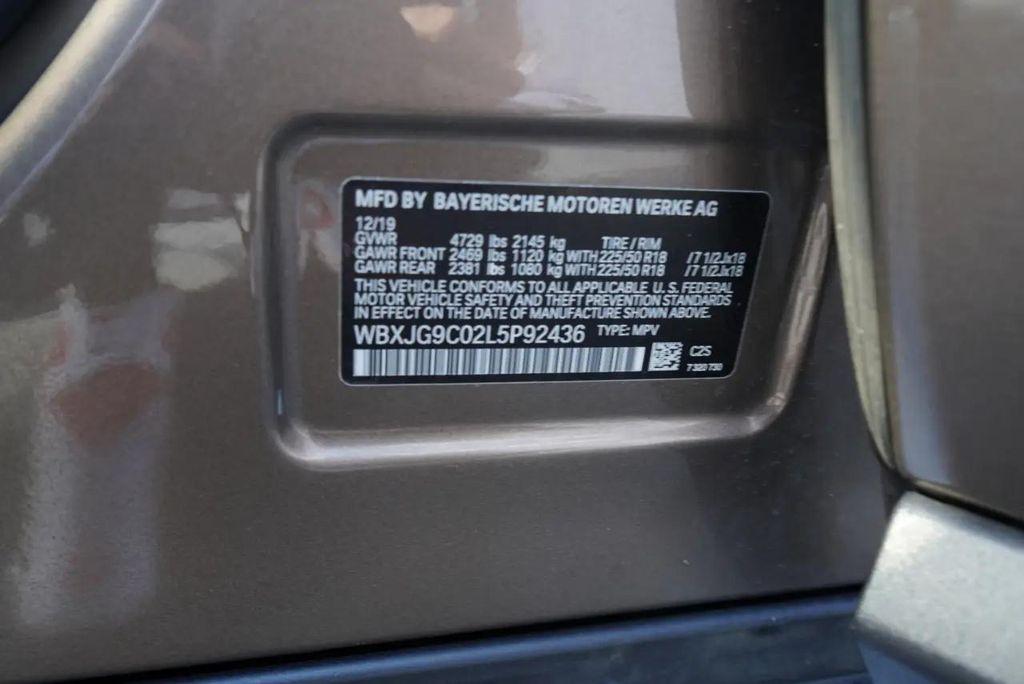 MFD BY BAYERISCHE MOTOREN WERKE AG
12/19
GVWR 4729 lbs 2145 kg TIRE/RIM
GAWR FRONT 2469 lbs 1120 kg WITH 225/50 R18 /7 1/2Jx18
GAWR REAR 2381 lbs 1080 kg WITH 225/50 R18 /7 1/2Jx18
THIS VEHICLE CONFORMS TO ALL APPLICABLE U.S. FEDERAL
MOTOR VEHICLE SAFETY AND THEFT PREVENTION STANDARDS
IN EFFECT ON THE DATE OF MANUFACTURE SHOWN ABOVE.
WBXJG9C02L5P92436 TYPE: MPV
C2S
7 320 730